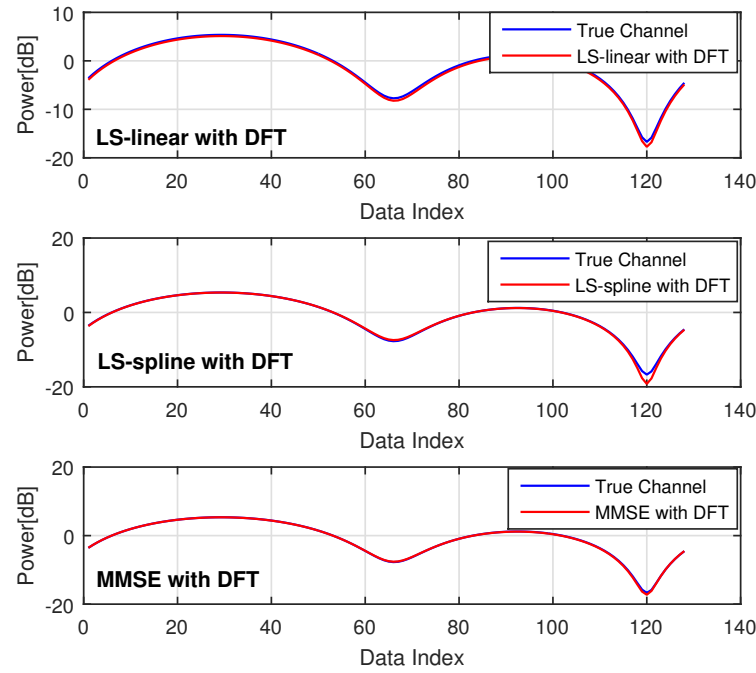 10
0
-10
-20
Power[dB]
True Channel
LS-linear with DFT
LS-linear with DFT
0 20 40 60 80 100 120 140
Data Index
20
0
-20
Power[dB]
True Channel
LS-spline with DFT
LS-spline with DFT
0 20 40 60 80 100 120 140
Data Index
20
0
-20
Power[dB]
True Channel
MMSE with DFT
MMSE with DFT
0 20 40 60 80 100 120 140
Data Index